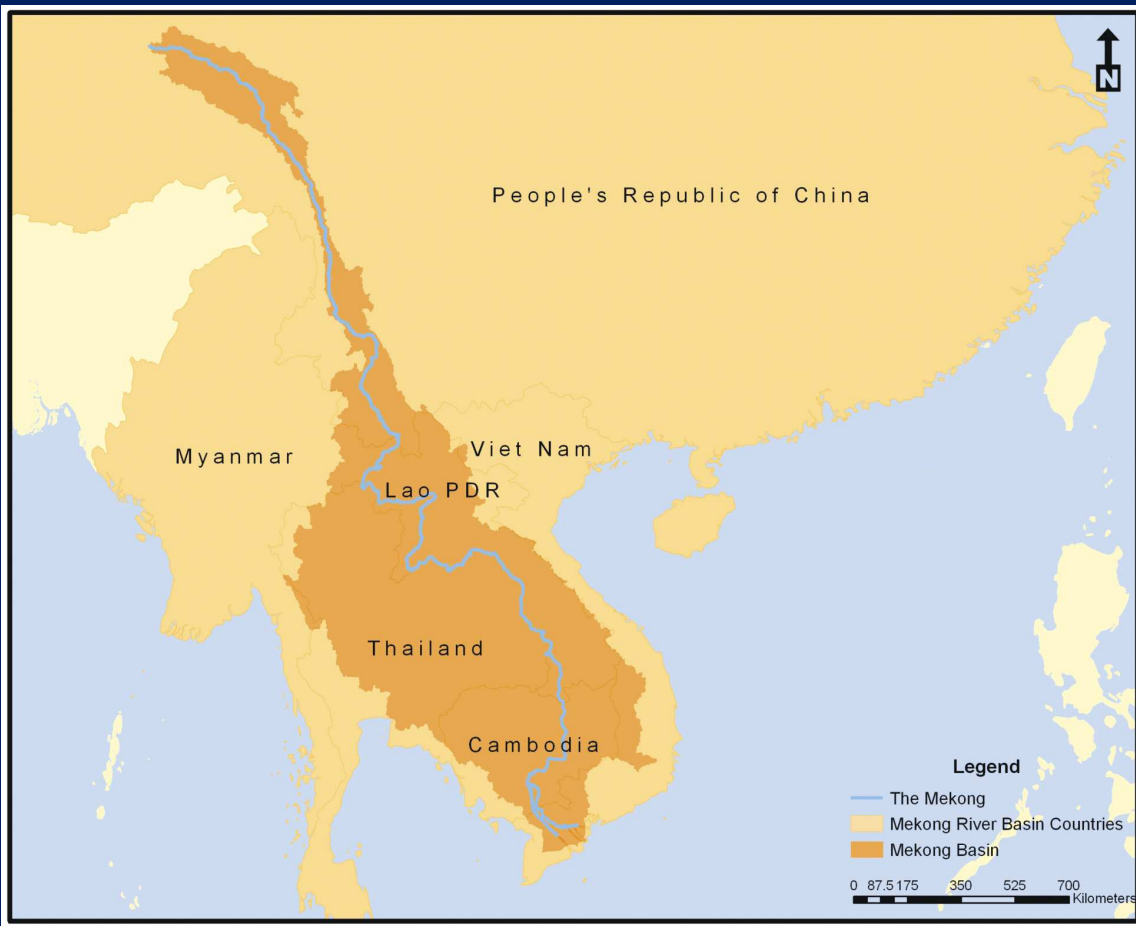 N
People's Republic of China
Myanmar
Viet Nam
Lao PDR
Thailand
Cambodia
Legend
The Mekong
Mekong River Basin Countries
Mekong Basin
0 87.5 175 350 525 700
Kilometers